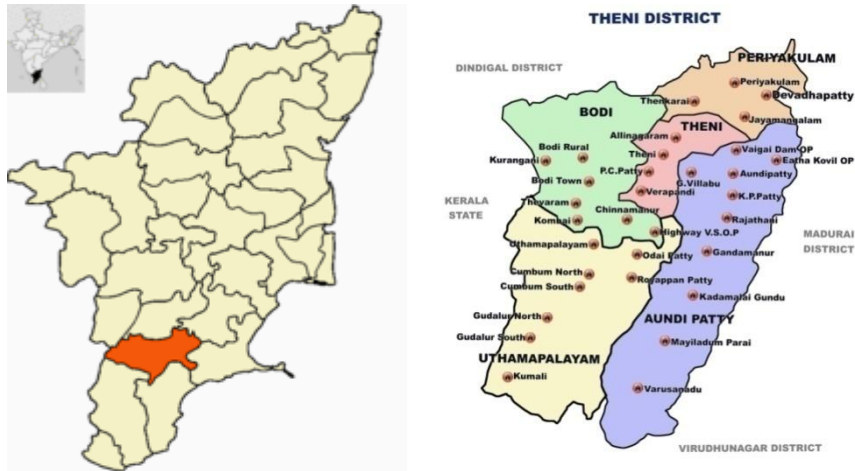 THENI DISTRICT
PERIYAKULAM
DINDIGAL DISTRICT
Periyakulam
Devadhapatty
Thenkarai
BODI
Jayamangalam
THENI
Allinagaram
Vaigai Dam OP
Bodi Rural
Theni
Kurangani
Eatha Kovil OP
P.C.Patty
G.Villabu
Aundipatty
Bodi Town
Verapandi
K.P.Patty
KERALA
STATE
Thevaram
Chinnamanur
Rajathani
Kombai
Highway V.S.O.P
MADURAI
DISTRICT
Uthamapalayam
Odai Patty
Gandamanur
Cumbum North
Royappan Patty
Cumbum South
Kadamalai Gundu
Gudalur North
AUNDI PATTY
Gudalur South
Mayiladum Parai
UTHAMAPALAYAM
Kumali
Varusanadu
VIRUDHUNAGAR DISTRICT